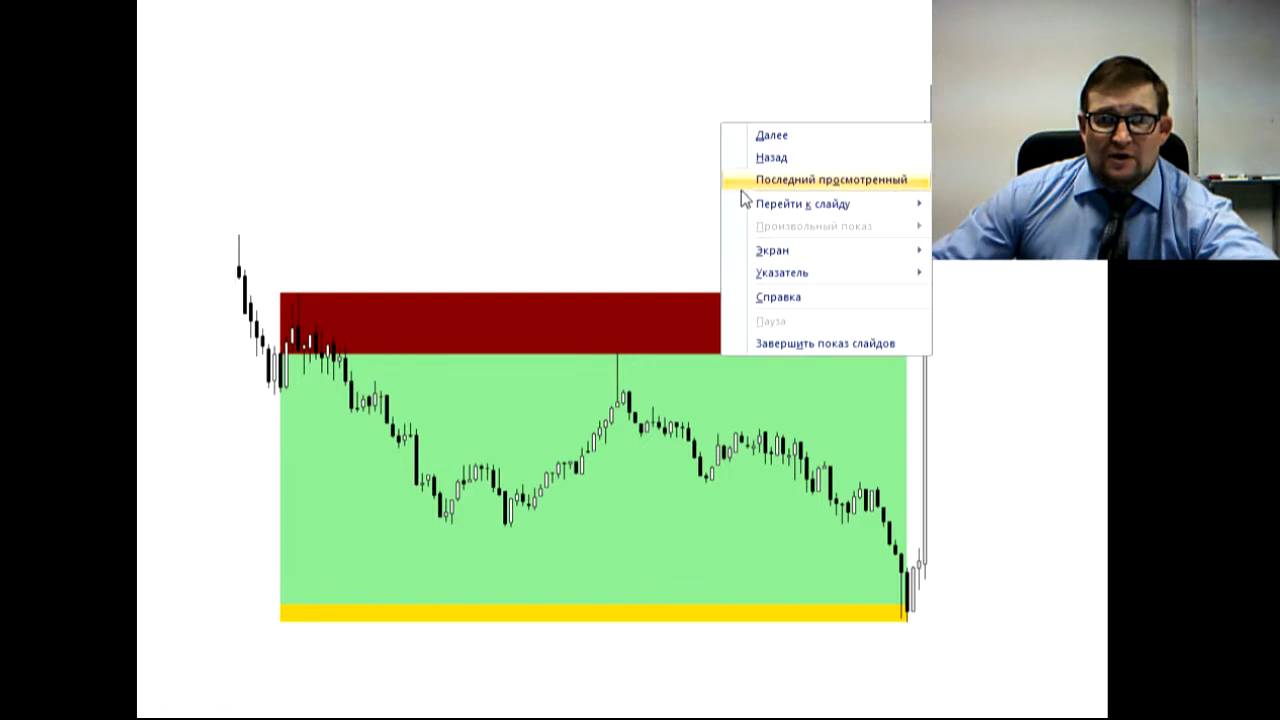 Далее
Назад
Последний просмотренный
Перейти к слайду
Произвольный показ
Экран
Указатель
Справка
Пауза
Завершить показ слайдов